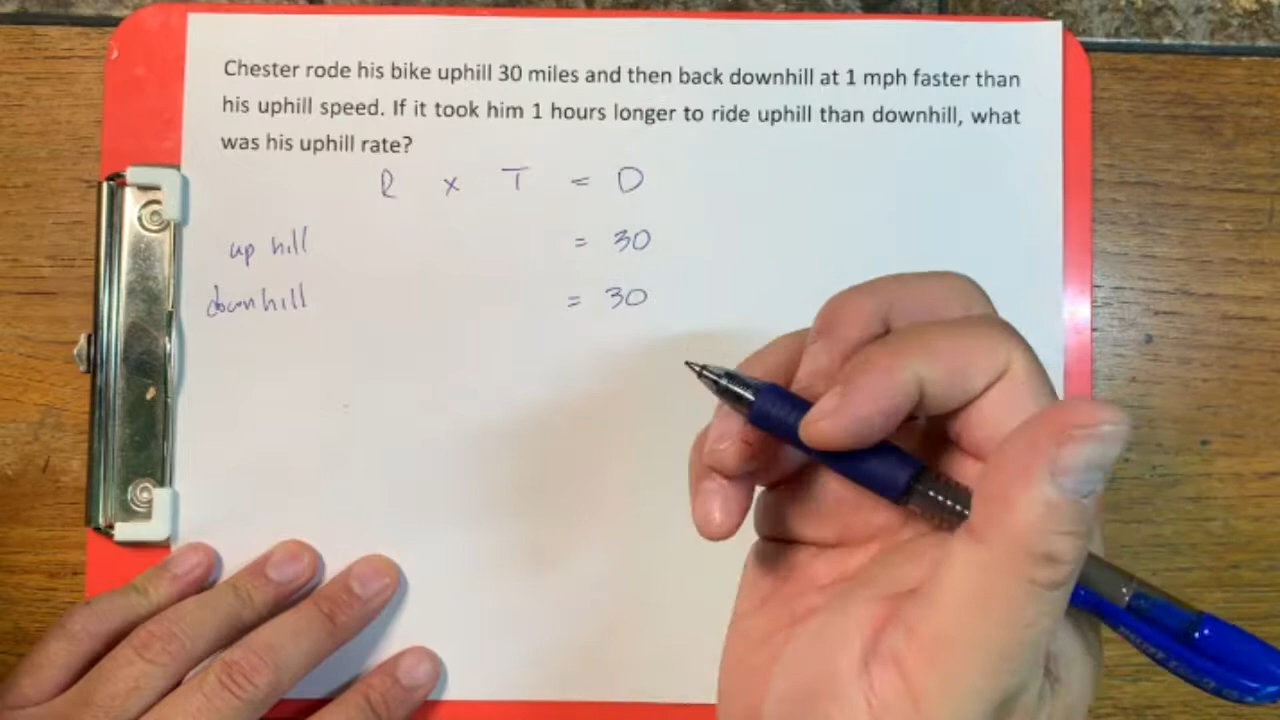 Chester rode his bike uphill 30 miles and then back downhill at 1 mph faster than
his uphill speed. If it took him 1 hours longer to ride uphill than downhill, what
was his uphill rate?
R x T = D
up hill = 30
downhill = 30